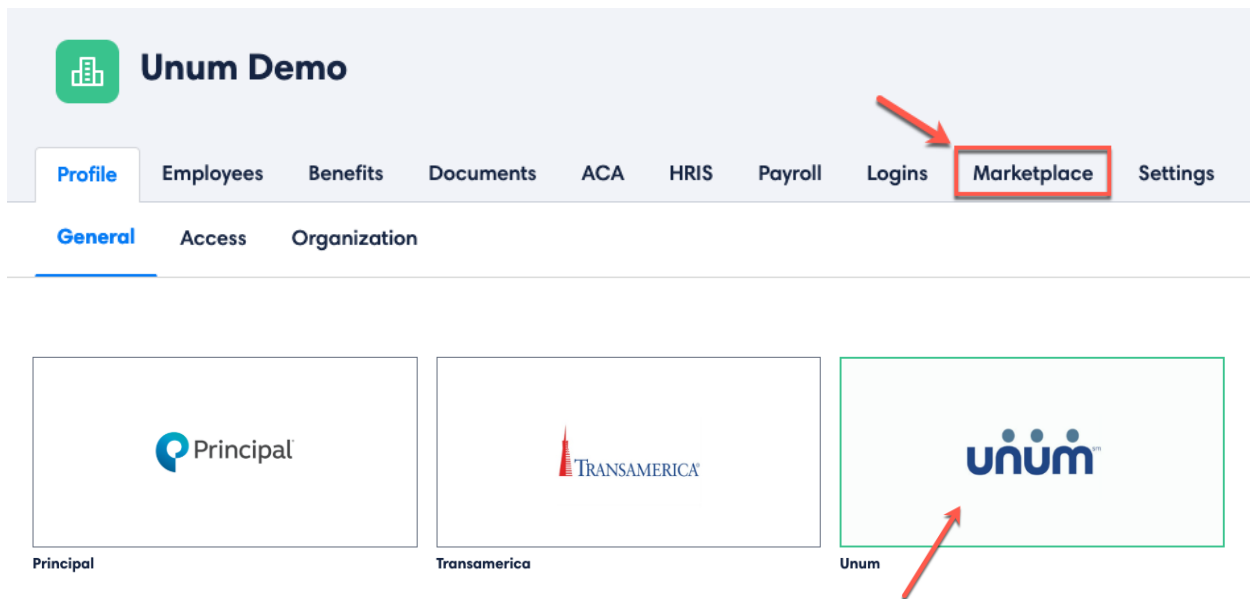 Unum Demo
Profile Employees Benefits Documents ACA HRIS Payroll Logins Marketplace Settings
General Access Organization
Principal TRANSAMERICA® unum℠
Principal Transamerica Unum